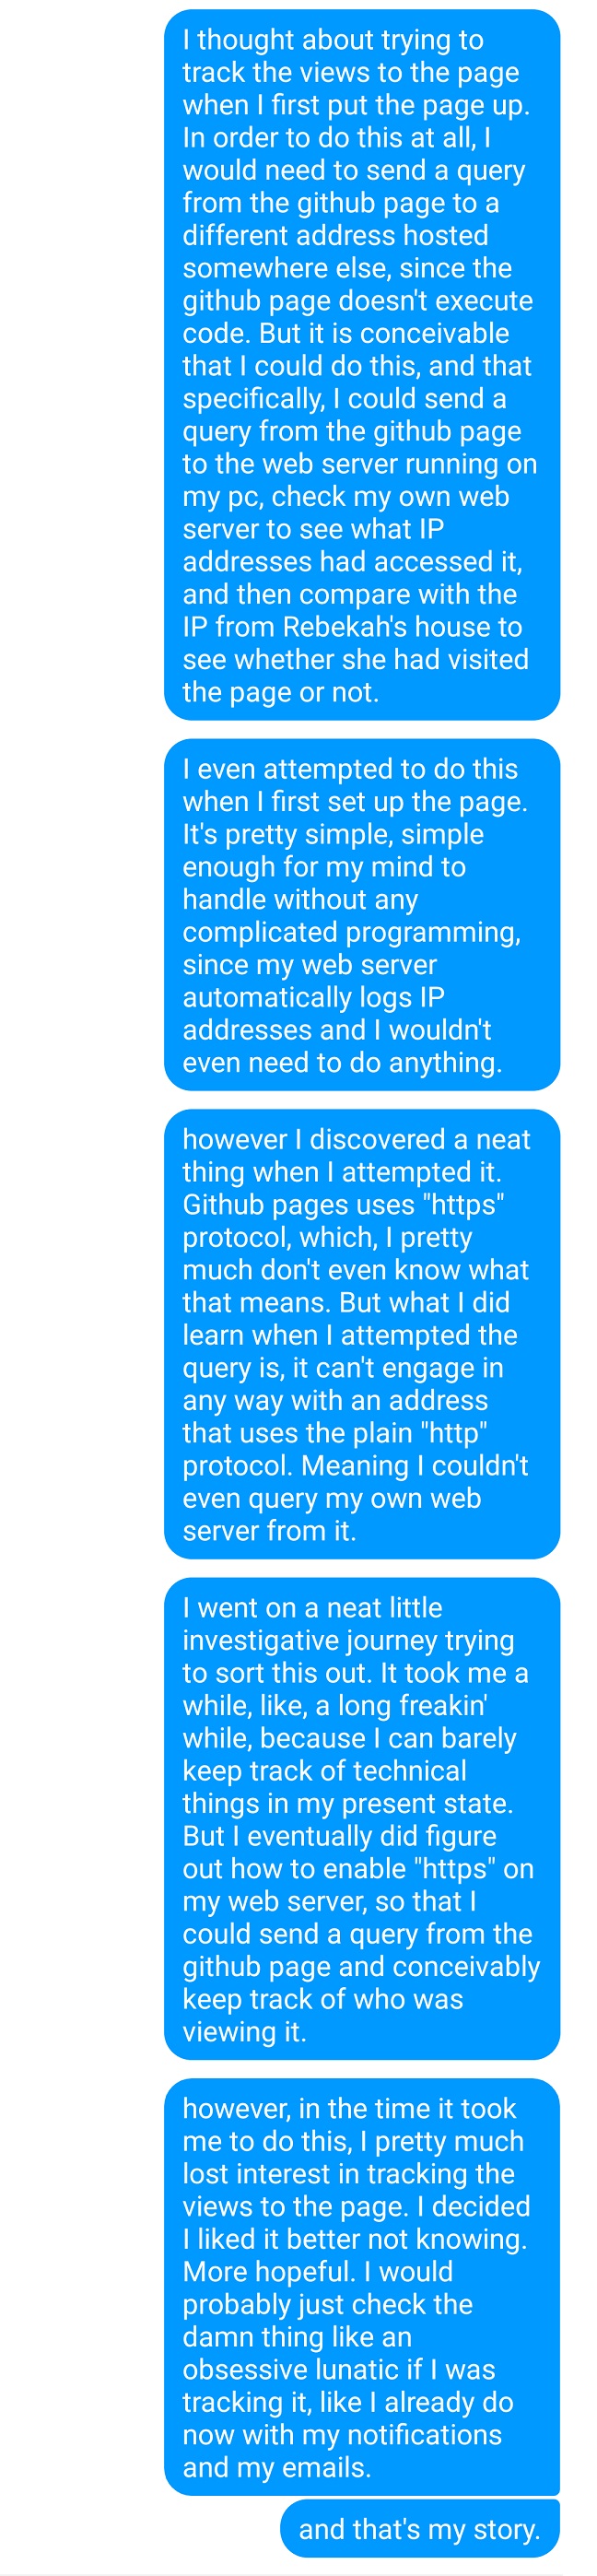 I thought about trying to
track the views to the page
when I first put the page up.
In order to do this at all, I
would need to send a query
from the github page to a
different address hosted
somewhere else, since the
github page doesn't execute
code. But it is conceivable
that I could do this, and that
specifically, I could send a
query from the github page
to the web server running on
my pc, check my own web
server to see what IP
addresses had accessed it,
and then compare with the
IP from Rebekah's house to
see whether she had visited
the page or not.
I even attempted to do this
when I first set up the page.
It's pretty simple, simple
enough for my mind to
handle without any
complicated programming,
since my web server
automatically logs IP
addresses and I wouldn't
even need to do anything.
however I discovered a neat
thing when I attempted it.
Github pages uses "https"
protocol, which, I pretty
much don't even know what
that means. But what I did
learn when I attempted the
query is, it can't engage in
any way with an address
that uses the plain "http"
protocol. Meaning I couldn't
even query my own web
server from it.
I went on a neat little
investigative journey trying
to sort this out. It took me a
while, like, a long freakin'
while, because I can barely
keep track of technical
things in my present state.
But I eventually did figure
out how to enable "https" on
my web server, so that I
could send a query from the
github page and conceivably
keep track of who was
viewing it.
however, in the time it took
me to do this, I pretty much
lost interest in tracking the
views to the page. I decided
I liked it better not knowing.
More hopeful. I would
probably just check the
damn thing like an
obsessive lunatic if I was
tracking it, like I already do
now with my notifications
and my emails.
and that's my story.